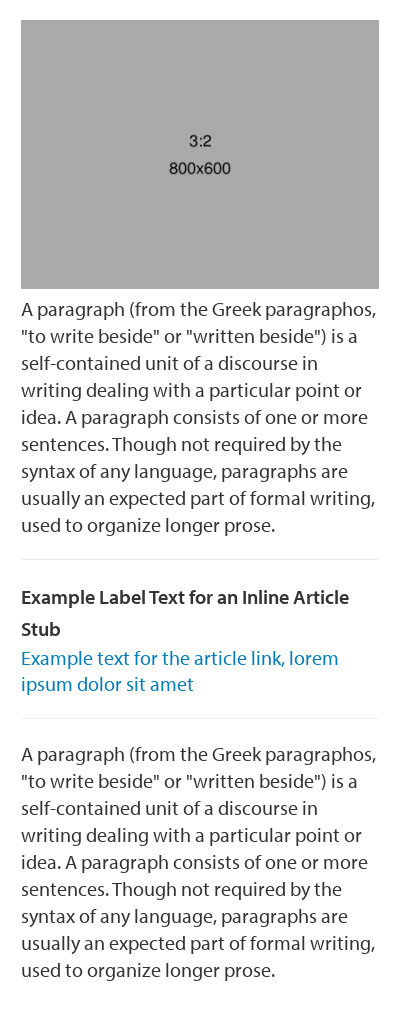 3:2
800x600
A paragraph (from the Greek paragraphos,
"to write beside" or "written beside") is a
self-contained unit of a discourse in
writing dealing with a particular point or
idea. A paragraph consists of one or more
sentences. Though not required by the
syntax of any language, paragraphs are
usually an expected part of formal writing,
used to organize longer prose.
Example Label Text for an Inline Article
Stub
Example text for the article link, lorem
ipsum dolor sit amet
A paragraph (from the Greek paragraphos,
"to write beside" or "written beside") is a
self-contained unit of a discourse in
writing dealing with a particular point or
idea. A paragraph consists of one or more
sentences. Though not required by the
syntax of any language, paragraphs are
usually an expected part of formal writing,
used to organize longer prose.